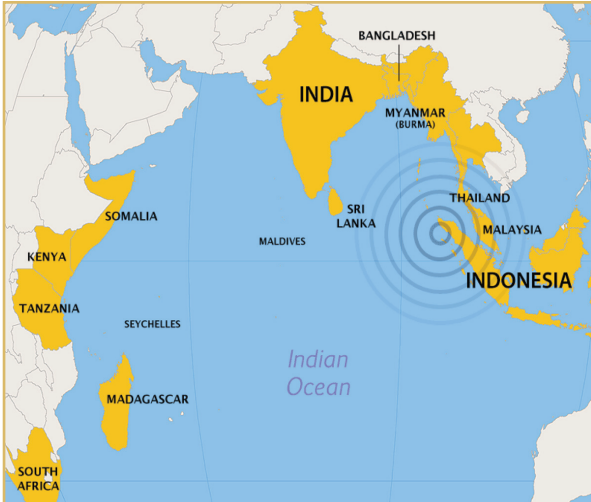 BANGLADESH
INDIA
MYANMAR
(BURMA)
THAILAND
SRI
LANKA
SOMALIA
MALAYSIA
MALDIVES
KENYA
INDONESIA
TANZANIA
SEYCHELLES
Indian
Ocean
MADAGASCAR
SOUTH
AFRICA